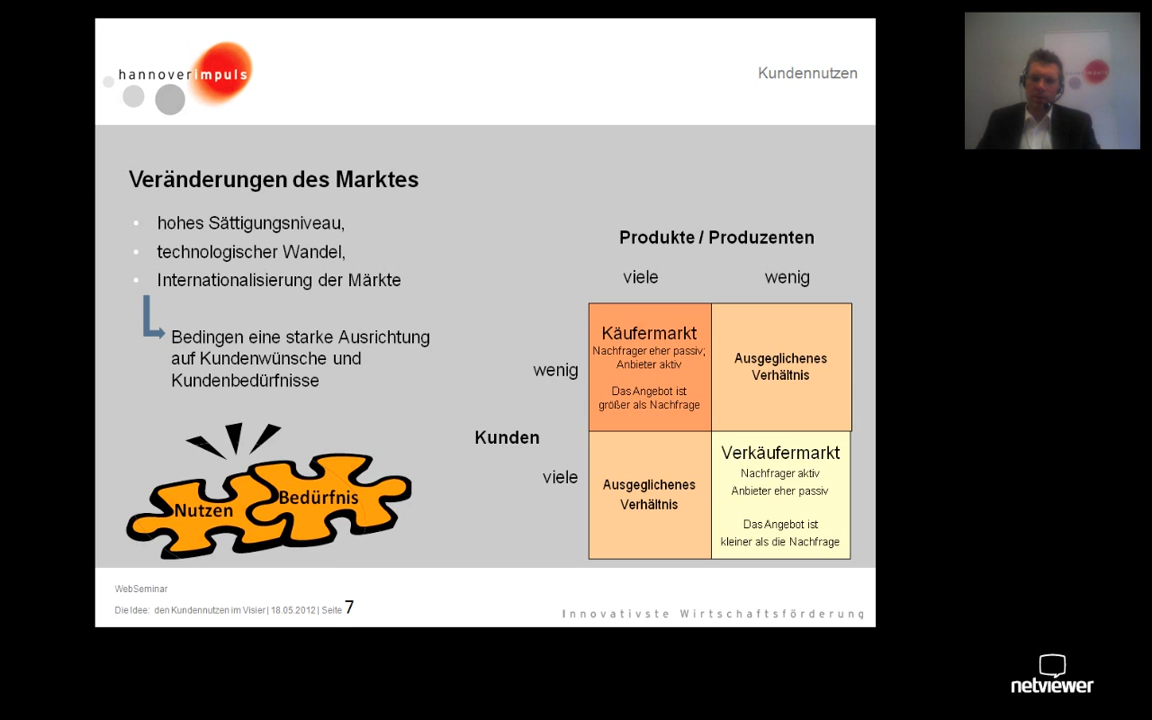 hannoverimpuls
Kundennutzen
Veränderungen des Marktes
hohes Sättigungsniveau,
technologischer Wandel,
Internationalisierung der Märkte
Bedingen eine starke Ausrichtung
auf Kundenwünsche und
Kundenbedürfnisse
Nutzen
Bedürfnis
Produkte / Produzenten
viele
wenig
wenig
Käufermarkt
Nachfrager eher passiv;
Anbieter aktiv
Das Angebot ist
größer als Nachfrage
Ausgeglichenes
Verhältnis
Kunden
viele
Ausgeglichenes
Verhältnis
Verkäufermarkt
Nachfrager aktiv
Anbieter eher passiv
Das Angebot ist
kleiner als die Nachfrage
WebSeminar
Die Idee: den Kundennutzen im Visier | 18.05.2012 | Seite 7
Innovativste Wirtschaftsförderung
netviewer